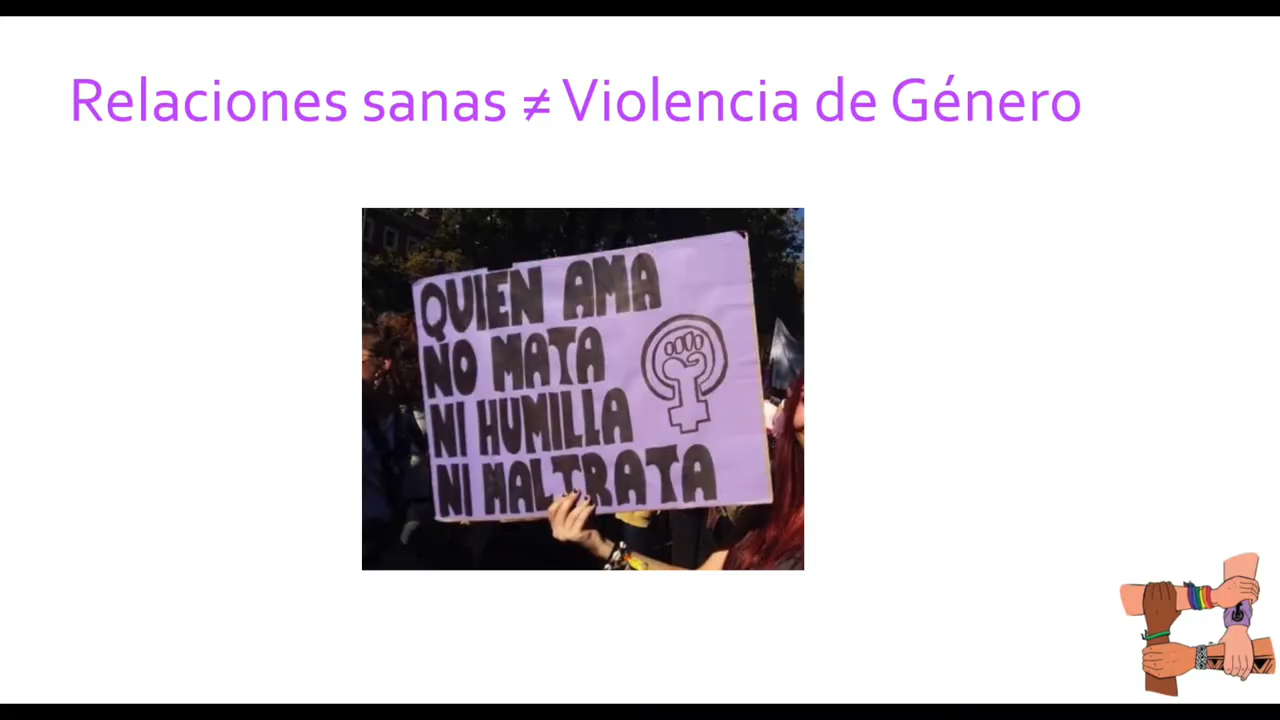 Relaciones sanas ≠ Violencia de Género
QUIEN AMA
NO MATA
NI HUMILLA
NI MALTRATA